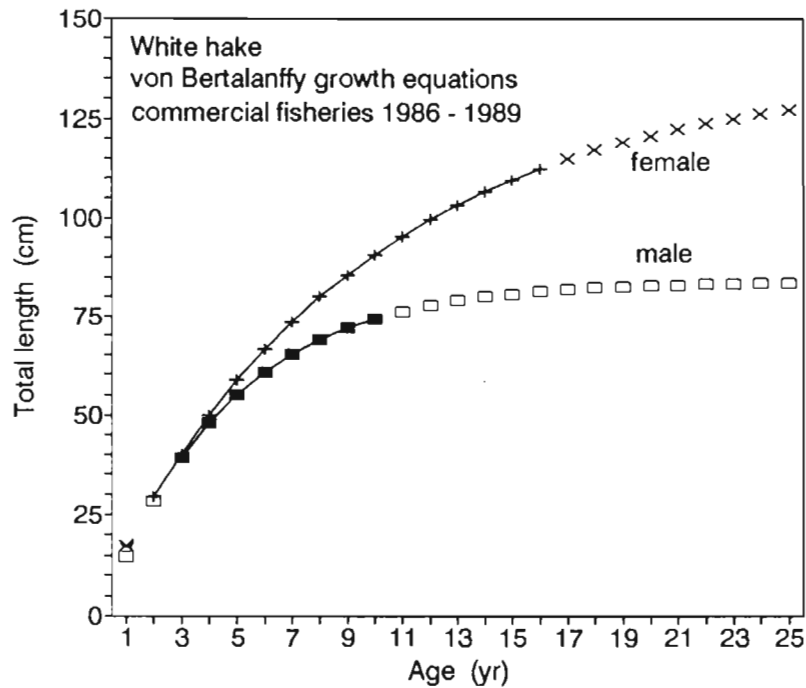 150
125
100
75
50
25
0
Total length (cm)
White hake
von Bertalanffy growth equations
commercial fisheries 1986 - 1989
female
male
1 3 5 7 9 11 13 15 17 19 21 23 25
Age (yr)